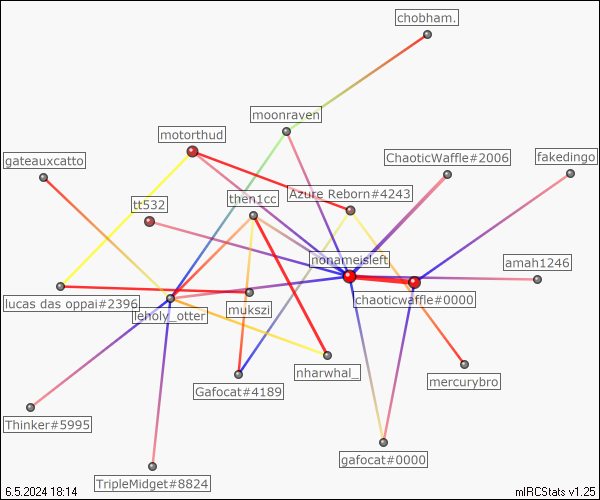 chobham.
moonraven
motorthud
gateauxcatto
ChaoticWaffle#2006
fakedingo
then1cc
Azure Reborn#4243
tt532
nonameisleft
amah1246
lucas das oppai#2396
chaoticwaffle#0000
mukszi
leholy_otter
nharwhal_
mercurybro
Gafocat#4189
Thinker#5995
gafocat#0000
TripleMidget#8824
6.5.2024 18:14
mIRCStats v1.25